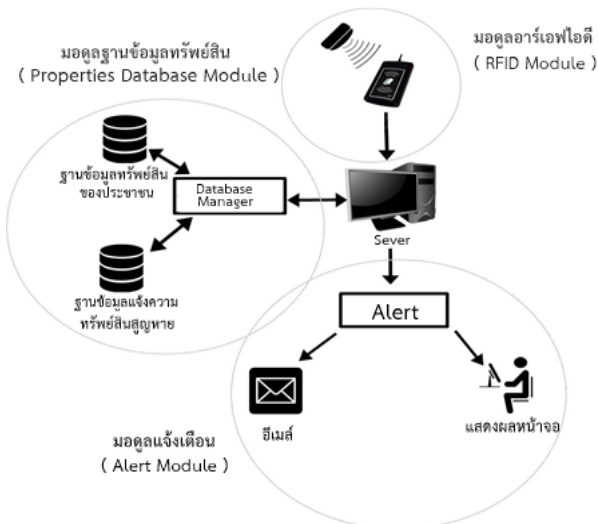 มอดูลฐานข้อมูลทรัพย์สิน
( Properties Database Module )
มอดูลอาร์เอฟไอดี
( RFID Module )
ฐานข้อมูลทรัพย์สิน
ของประชาชน
Database
Manager
Sever
ฐานข้อมูลแจ้งความ
ทรัพย์สินสูญหาย
Alert
อีเมล์
แสดงผลหน้าจอ
มอดูลแจ้งเตือน
( Alert Module )